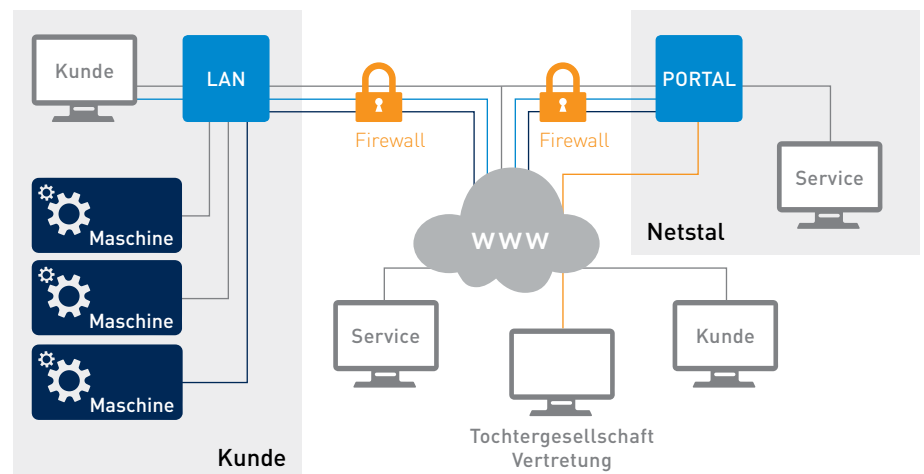 Kunde
LAN
Firewall
Firewall
PORTAL
Service
Maschine
Maschine
Maschine
www
Netstal
Service
Kunde
Tochtergesellschaft
Vertretung
Kunde